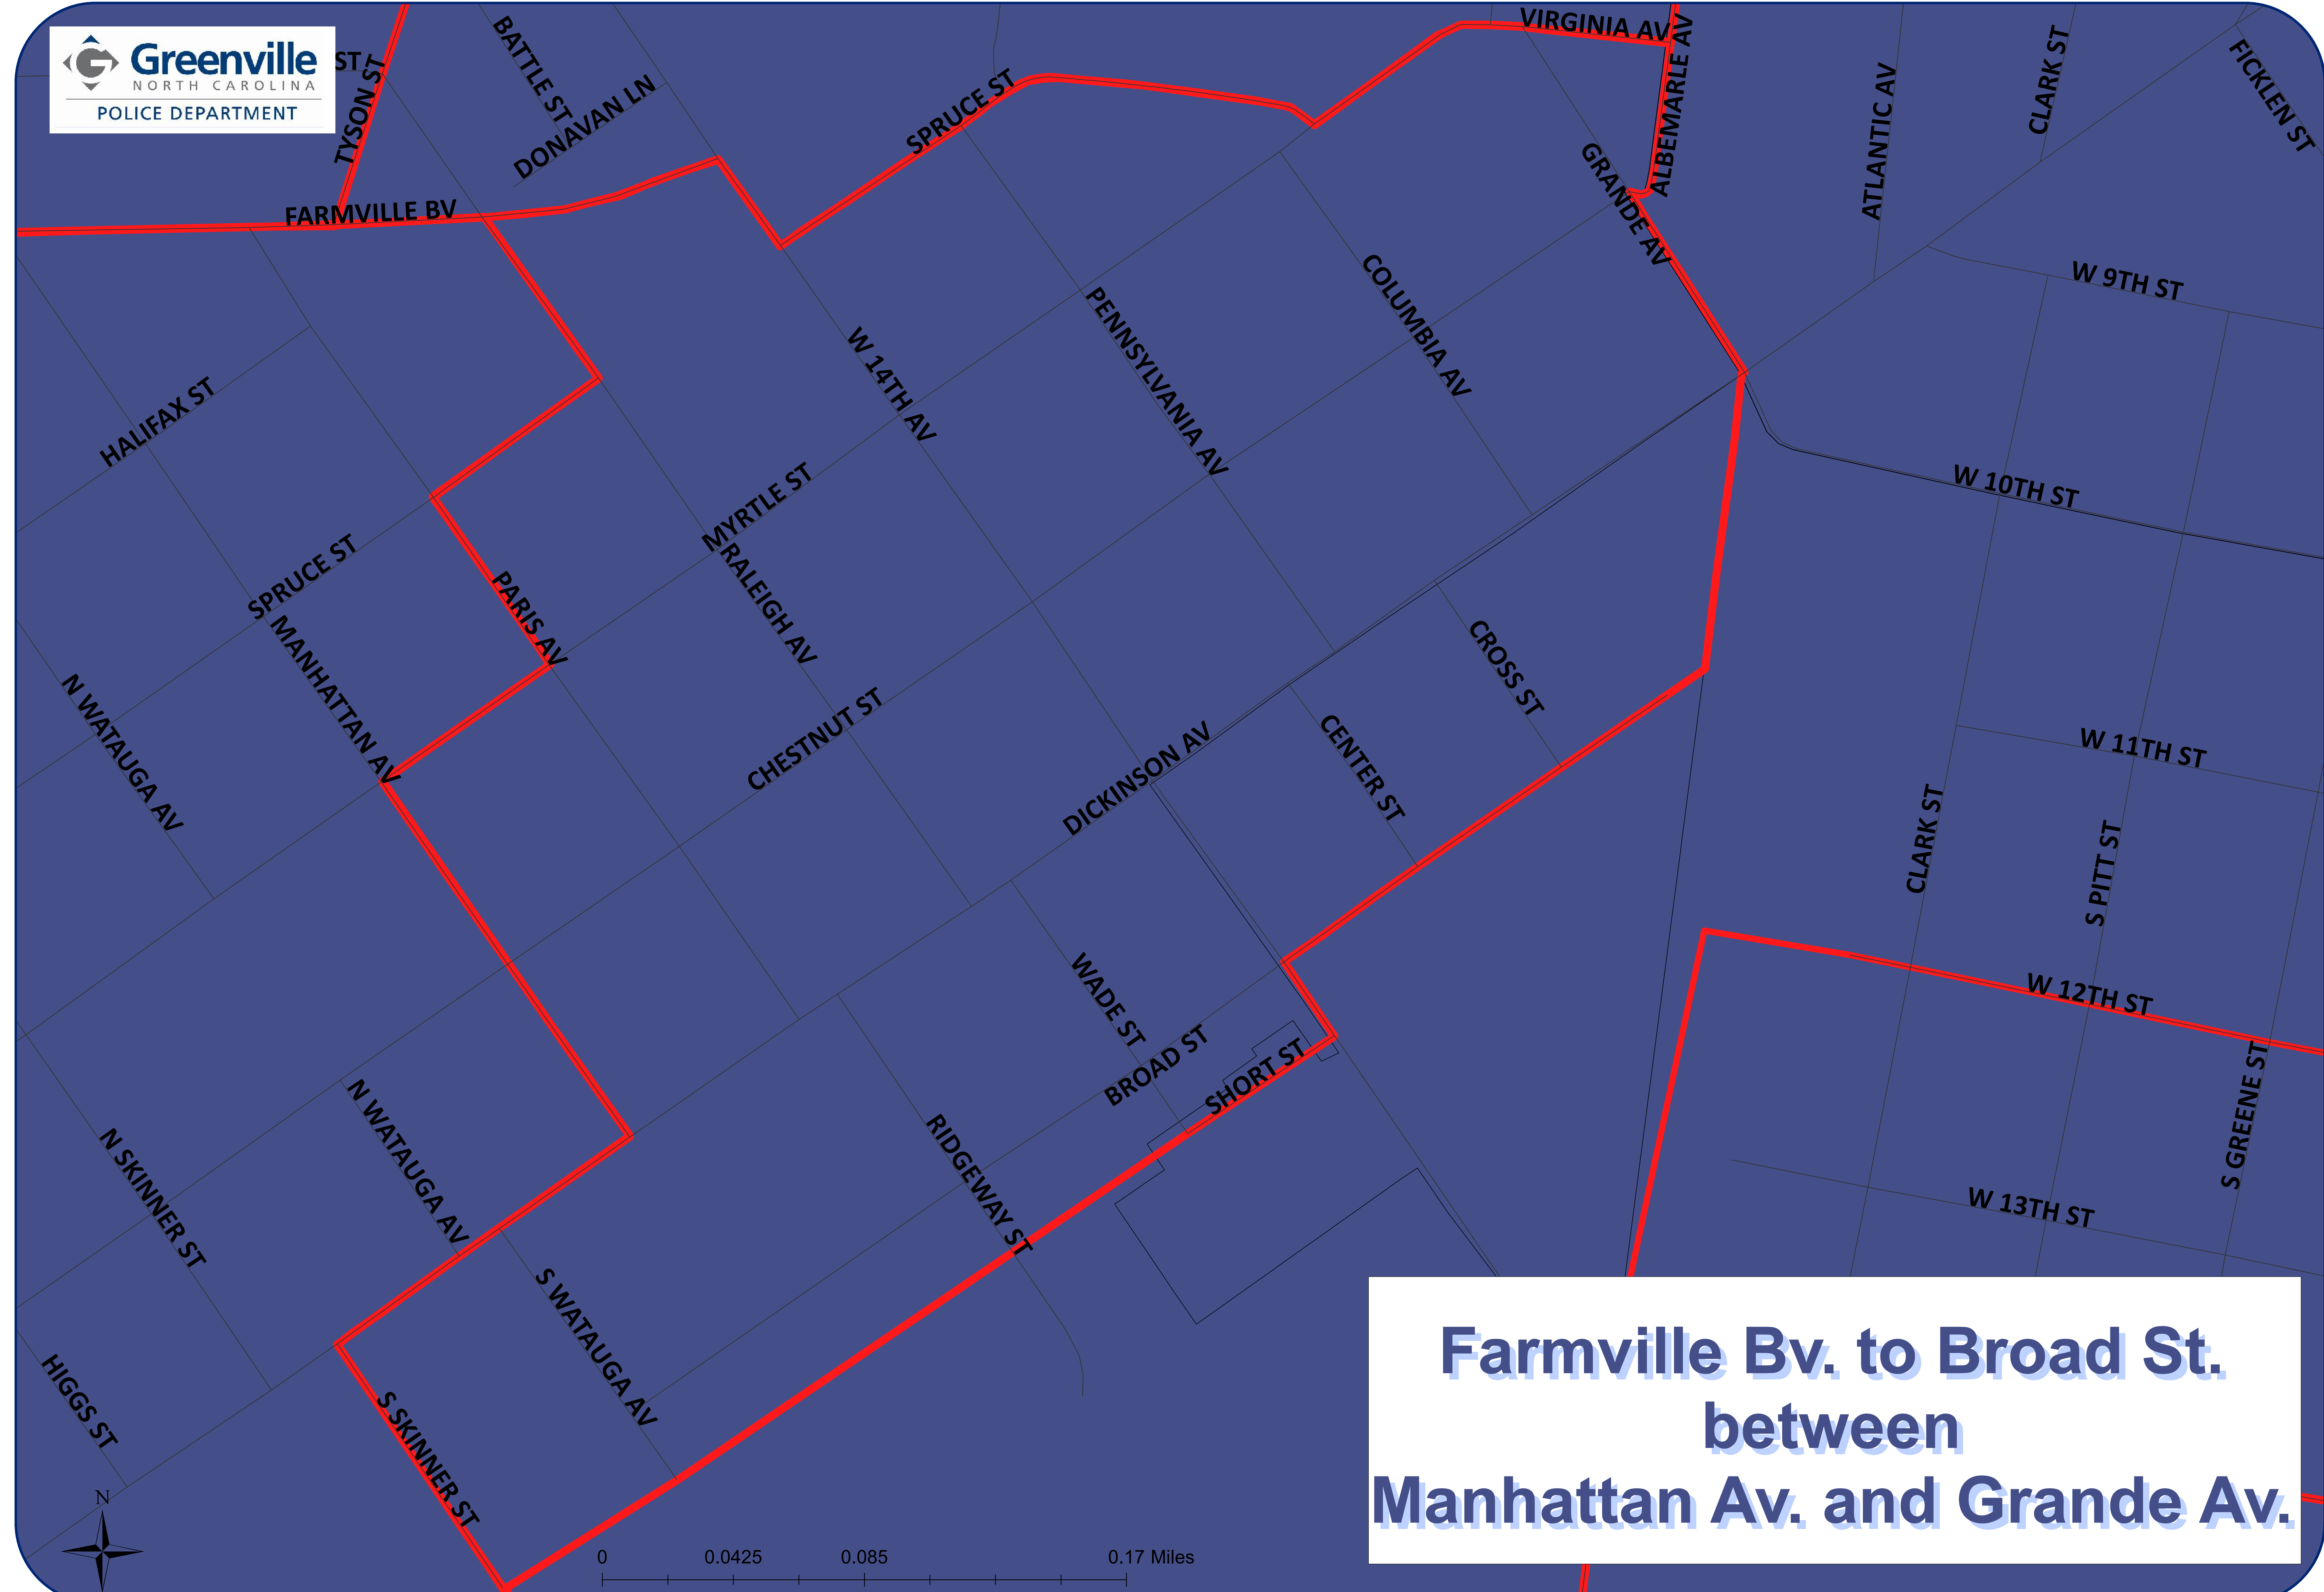 Greenville
NORTH CAROLINA
POLICE DEPARTMENT
ST
TYSON ST
BATTLE ST
DONAVAN LN
SPRUCE ST
VIRGINIA AV
ALBEMARLE AV
ATLANTIC AV
CLARK ST
FICKLEN ST
FARMVILLE BV
GRANDE AV
W 9TH ST
COLUMBIA AV
PENNSYLVANIA AV
W 14TH AV
HALIFAX ST
W 10TH ST
MYRTLE ST
SPRUCE ST
PARIS AV
RALEIGH AV
MANHATTAN AV
CROSS ST
N WATAUGA AV
CHESTNUT ST
DICKINSON AV
CENTER ST
W 11TH ST
CLARK ST
S PITT ST
WADE ST
W 12TH ST
BROAD ST
SHORT ST
S GREENE ST
N WATAUGA AV
N SKINNER ST
RIDGEWAY ST
W 13TH ST
S WATAUGA AV
HIGGS ST
S SKINNER ST
Farmville Bv. to Broad St.
between
Manhattan Av. and Grande Av.
N
0 0.0425 0.085 0.17 Miles